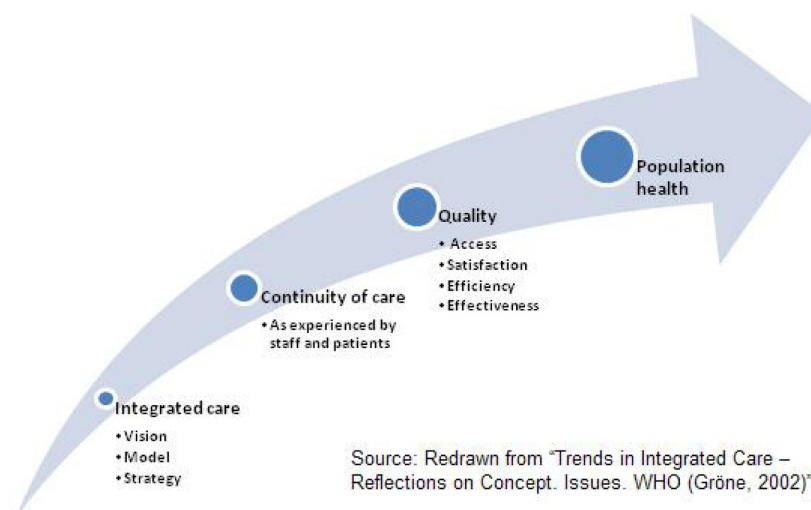 Integrated care
• Vision
• Model
• Strategy
Continuity of care
• As experienced by
staff and patients
Quality
• Access
• Satisfaction
• Efficiency
• Effectiveness
Population
health
Source: Redrawn from “Trends in Integrated Care –
Reflections on Concept. Issues. WHO (Gröne, 2002)”